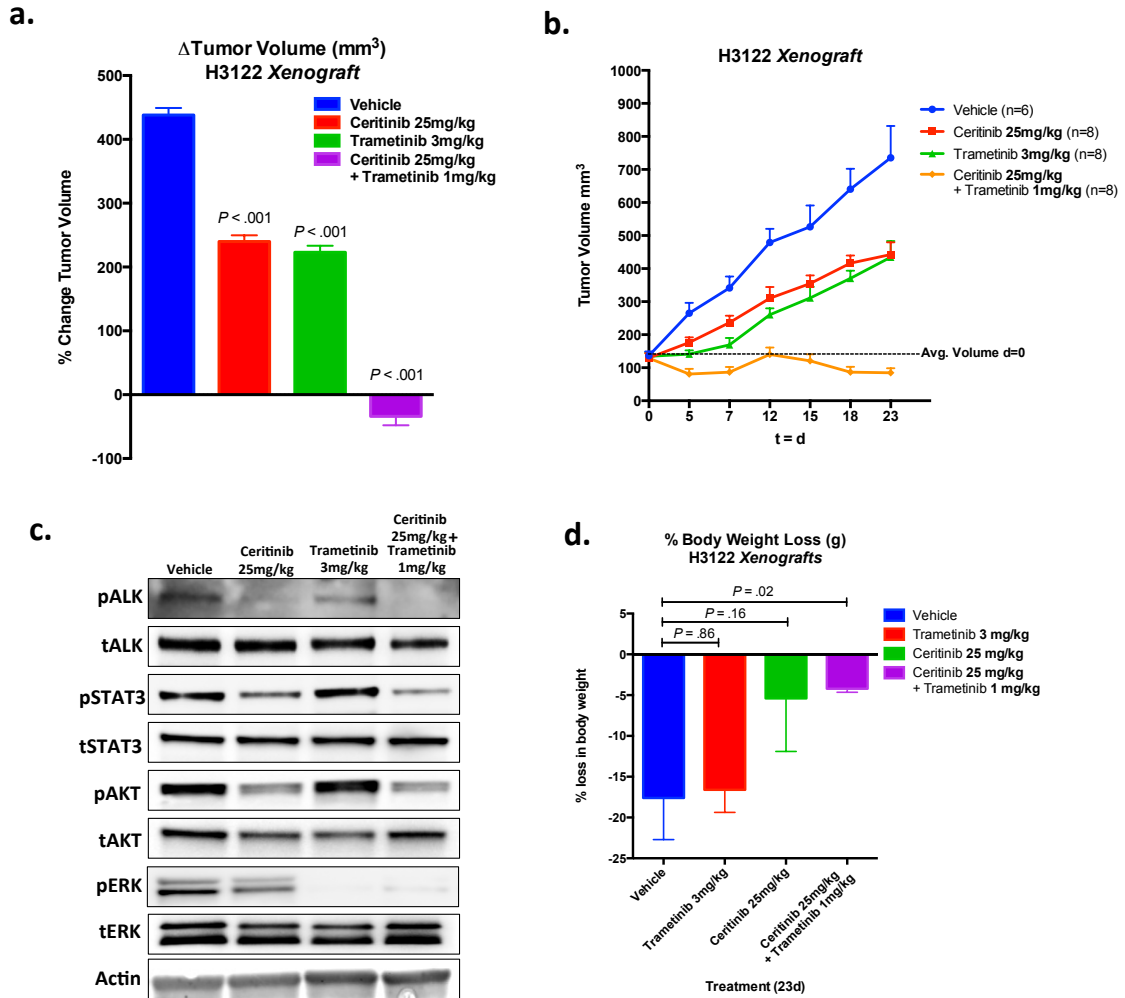 a.
ΔTumor Volume (mm³)
H3122 Xenograft
% Change Tumor Volume
500
400
300
200
100
0
-100
Vehicle
Ceritinib 25mg/kg
Trametinib 3mg/kg
Ceritinib 25mg/kg
+ Trametinib 1mg/kg
P < .001
P < .001
P < .001
b.
H3122 Xenograft
Tumor Volume mm³
1000
900
800
700
600
500
400
300
200
100
0
0 5 7 12 15 18 23
t = d
Vehicle (n=6)
Ceritinib 25mg/kg (n=8)
Trametinib 3mg/kg (n=8)
Ceritinib 25mg/kg
+ Trametinib 1mg/kg (n=8)
Avg. Volume d=0
c.
Vehicle
Ceritinib
25mg/kg
Trametinib
3mg/kg
Ceritinib
25mg/kg+
Trametinib
1mg/kg
pALK
tALK
pSTAT3
tSTAT3
pAKT
tAKT
pERK
tERK
Actin
d.
% Body Weight Loss (g)
H3122 Xenografts
P = .02
P = .16
P = .86
% loss in body weight
5
0
-5
-10
-15
-20
-25
Vehicle
Trametinib 3 mg/kg
Ceritinib 25 mg/kg
Ceritinib 25 mg/kg
+ Trametinib 1 mg/kg
Vehicle
Trametinib 3mg/kg
Ceritinib 25mg/kg
Ceritinib 25mg/kg
+ Trametinib 1mg/kg
Treatment (23d)